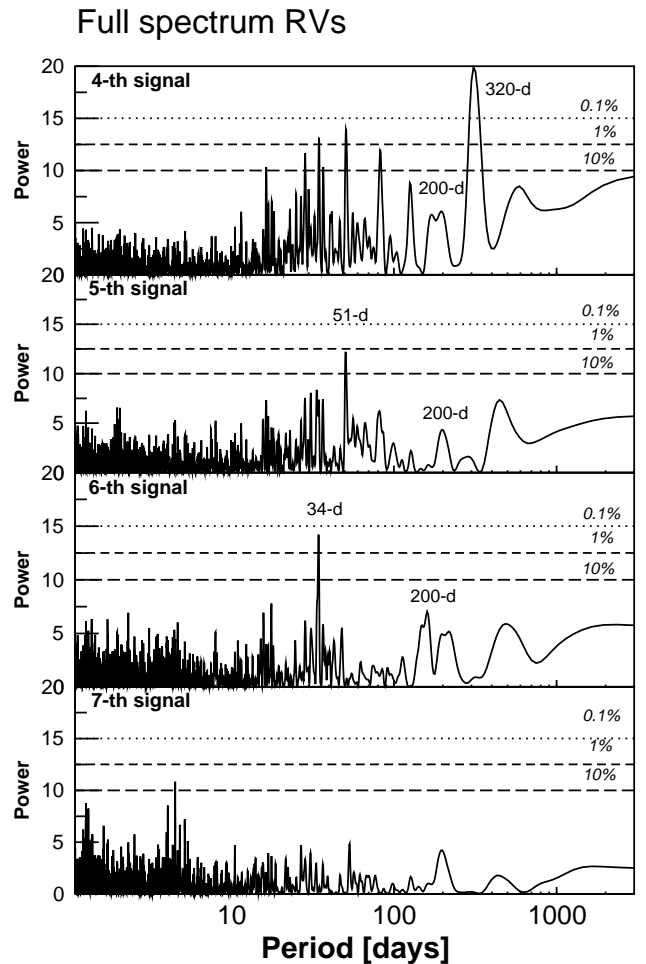 Full spectrum RVs
20
4-th signal
320-d
0.1%
15
1%
Power
10
200-d
10%
5
20
5-th signal
51-d
0.1%
15
1%
Power
10
10%
200-d
5
20
6-th signal
34-d
0.1%
15
1%
Power
10
10%
200-d
5
20
7-th signal
0.1%
15
1%
Power
10
10%
5
0
10 100 1000
Period [days]